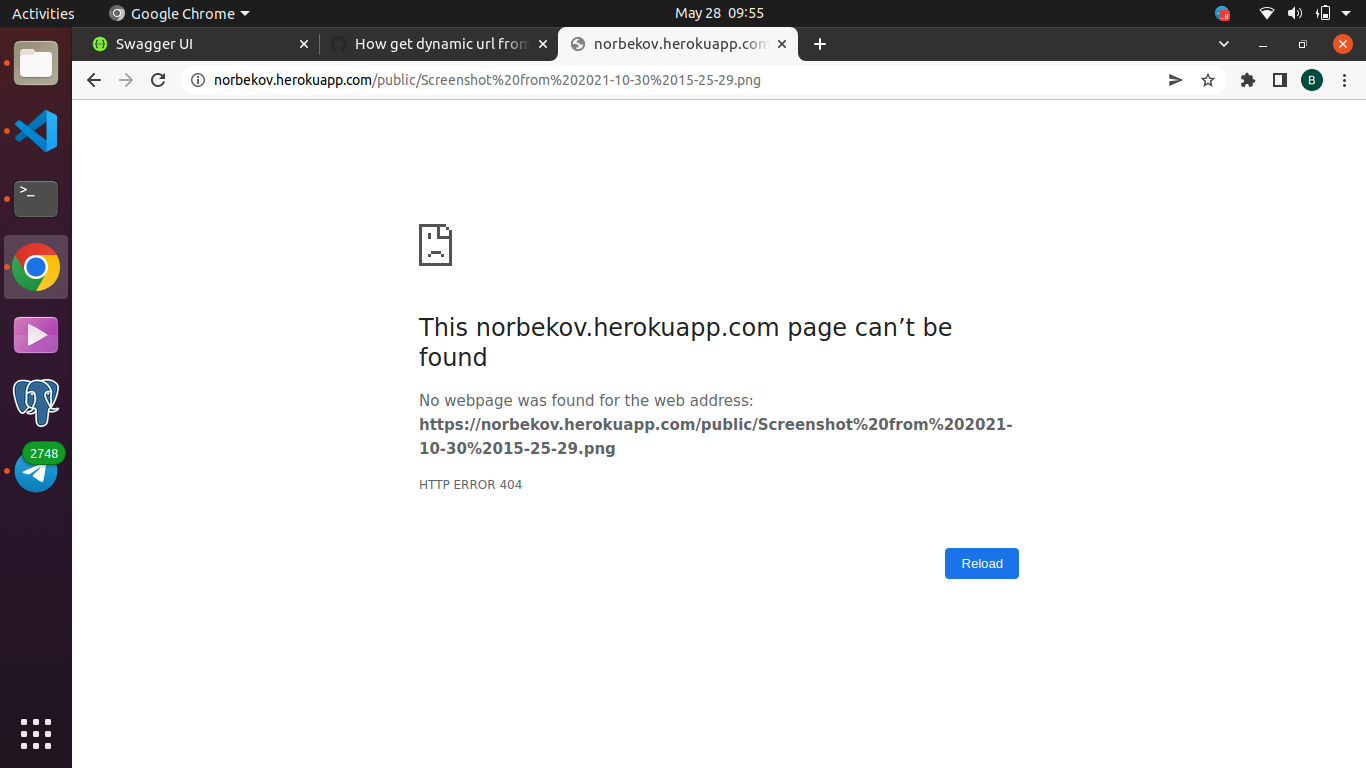 Activities
Google Chrome
May 28 09:55
Swagger UI
How get dynamic url from
norbekov.herokuapp.com
norbekov.herokuapp.com/public/Screenshot%20from%202021-10-30%2015-25-29.png
B
>_
This norbekov.herokuapp.com page can’t be
found
No webpage was found for the web address:
https://norbekov.herokuapp.com/public/Screenshot%20from%202021-
10-30%2015-25-29.png
2748
HTTP ERROR 404
Reload